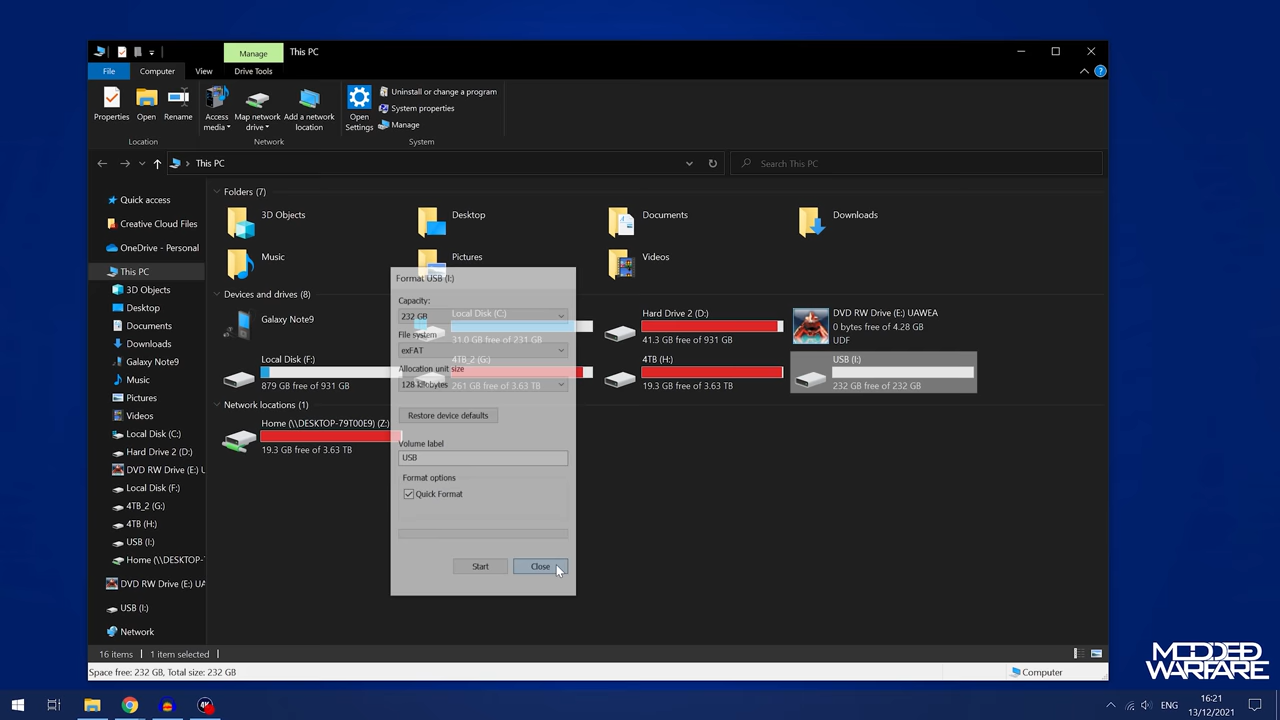 Manage
This PC
File
Computer
View
Drive Tools
Properties
Open
Rename
Access media
Map network drive
Add a network location
Open Settings
Uninstall or change a program
System properties
Manage
Location
Network
System
This PC
Search This PC
Quick access
Creative Cloud Files
OneDrive - Personal
This PC
3D Objects
Desktop
Documents
Downloads
Galaxy Note9
Music
Pictures
Videos
Local Disk (C:)
Hard Drive 2 (D:)
DVD RW Drive (E:) UAWEA
Local Disk (F:)
4TB_2 (G:)
4TB (H:)
USB (I:)
Home (\\DESKTOP-79T00E9)
DVD RW Drive (E:) UAWEA
USB (I:)
Network
Folders (7)
3D Objects
Desktop
Documents
Downloads
Music
Pictures
Videos
Devices and drives (8)
Galaxy Note9
Local Disk (C:)
31.0 GB free of 231 GB
Hard Drive 2 (D:)
41.3 GB free of 931 GB
DVD RW Drive (E:) UAWEA
0 bytes free of 4.28 GB
UDF
Local Disk (F:)
879 GB free of 931 GB
4TB_2 (G:)
261 GB free of 3.63 TB
4TB (H:)
19.3 GB free of 3.63 TB
USB (I:)
232 GB free of 232 GB
Network locations (1)
Home (\\DESKTOP-79T00E9) (Z:)
19.3 GB free of 3.63 TB
Format USB (I:)
Capacity:
232 GB
File system
exFAT
Allocation unit size
128 kilobytes
Restore device defaults
Volume label
USB
Format options
Quick Format
Start
Close
16 items
1 item selected
Space free: 232 GB, Total size: 232 GB
Computer
MODDED
WARFARE
4K
ENG
16:21
13/12/2021